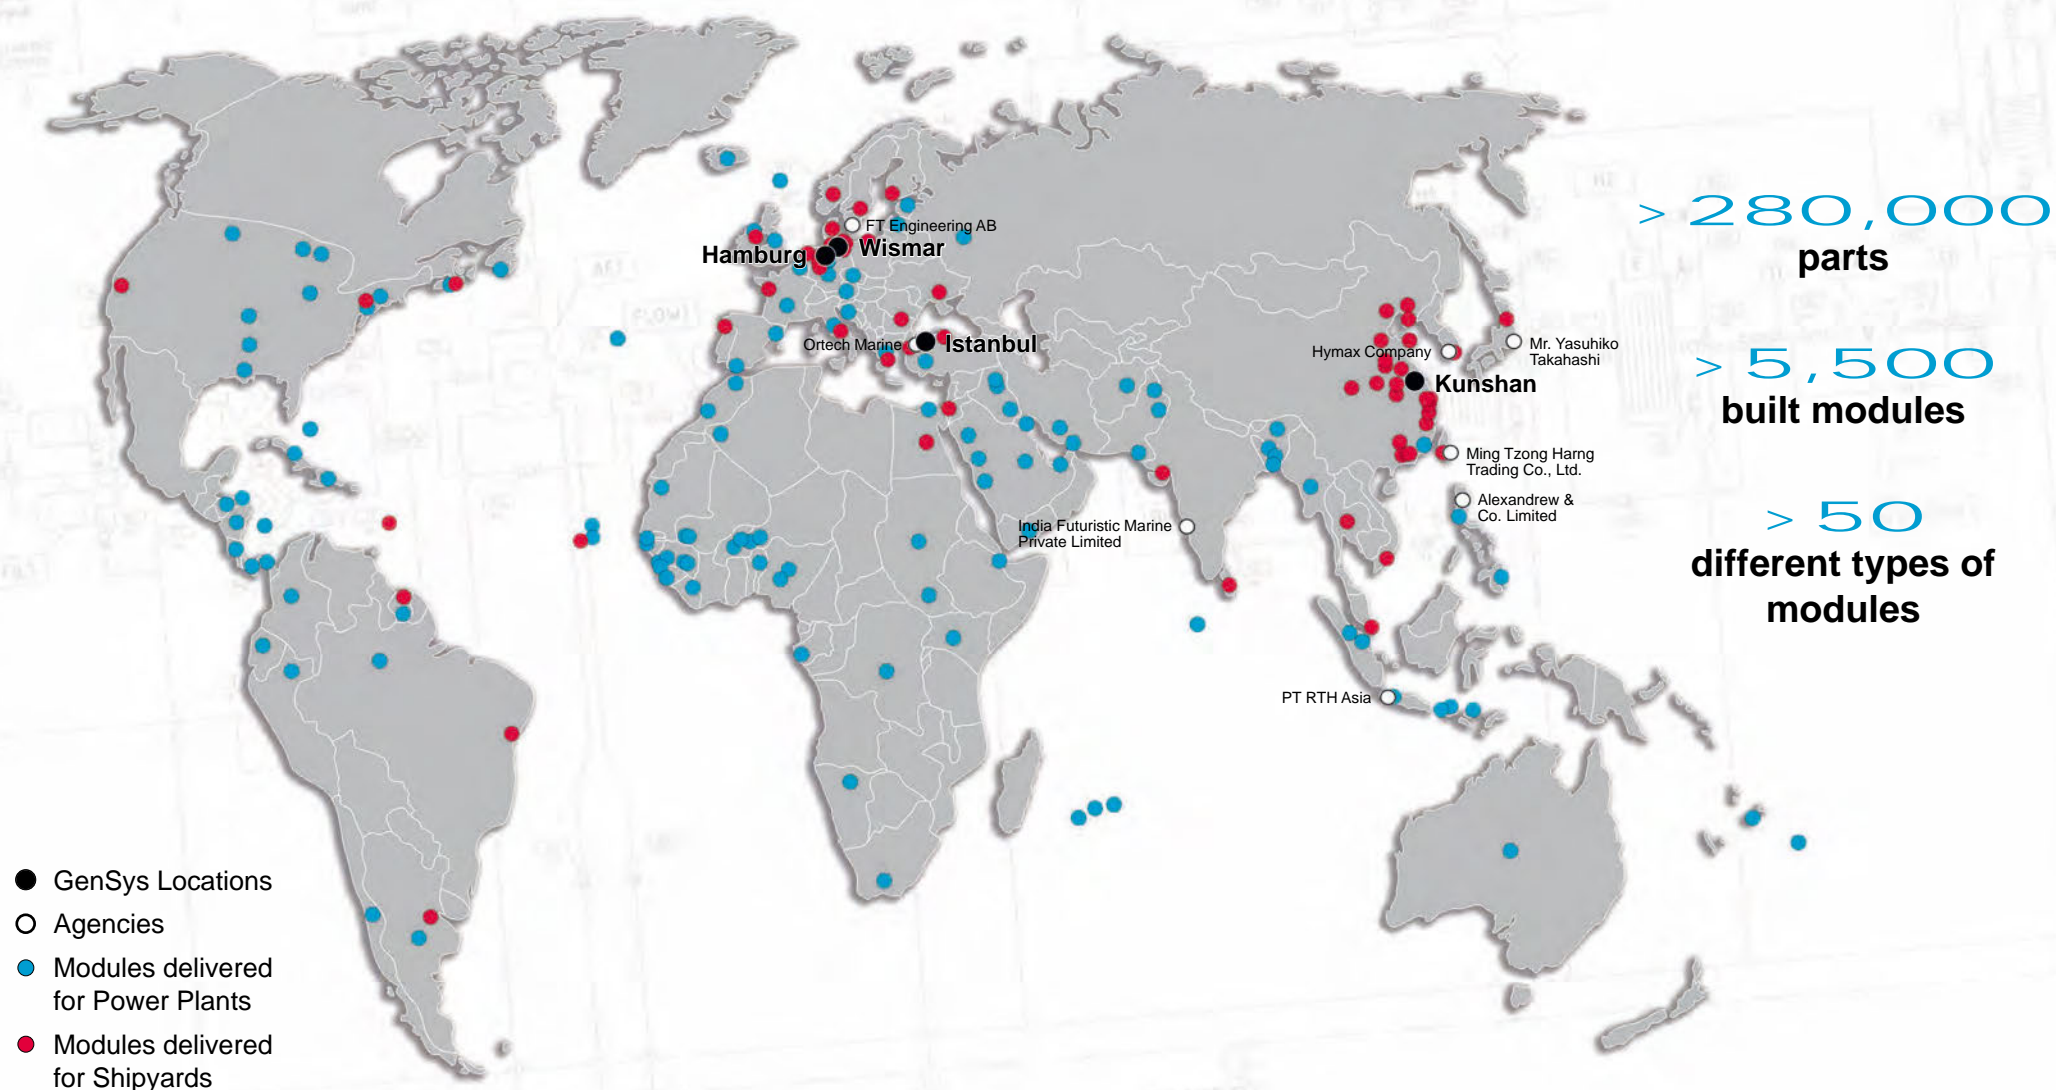 FT Engineering AB
Hamburg
Wismar
Ortech Marine
Istanbul
Hymax Company
Mr. Yasuhiko
Takahashi
Kunshan
Ming Tzong Harng
Trading Co., Ltd.
Alexandrew &
Co. Limited
India Futuristic Marine
Private Limited
PT RTH Asia
> 280,000
parts
> 5,500
built modules
> 50
different types of
modules
GenSys Locations
Agencies
Modules delivered
for Power Plants
Modules delivered
for Shipyards